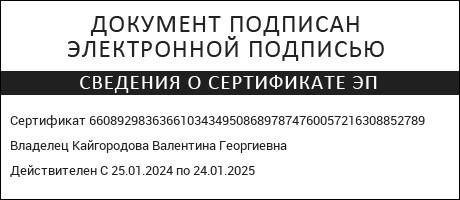 ДОКУМЕНТ ПОДПИСАН
ЭЛЕКТРОННОЙ ПОДПИСЬЮ
СВЕДЕНИЯ О СЕРТИФИКАТЕ ЭП
Сертификат 660892983636610343495086897874760057216308852789
Владелец Кайгородова Валентина Георгиевна
Действителен С 25.01.2024 по 24.01.2025